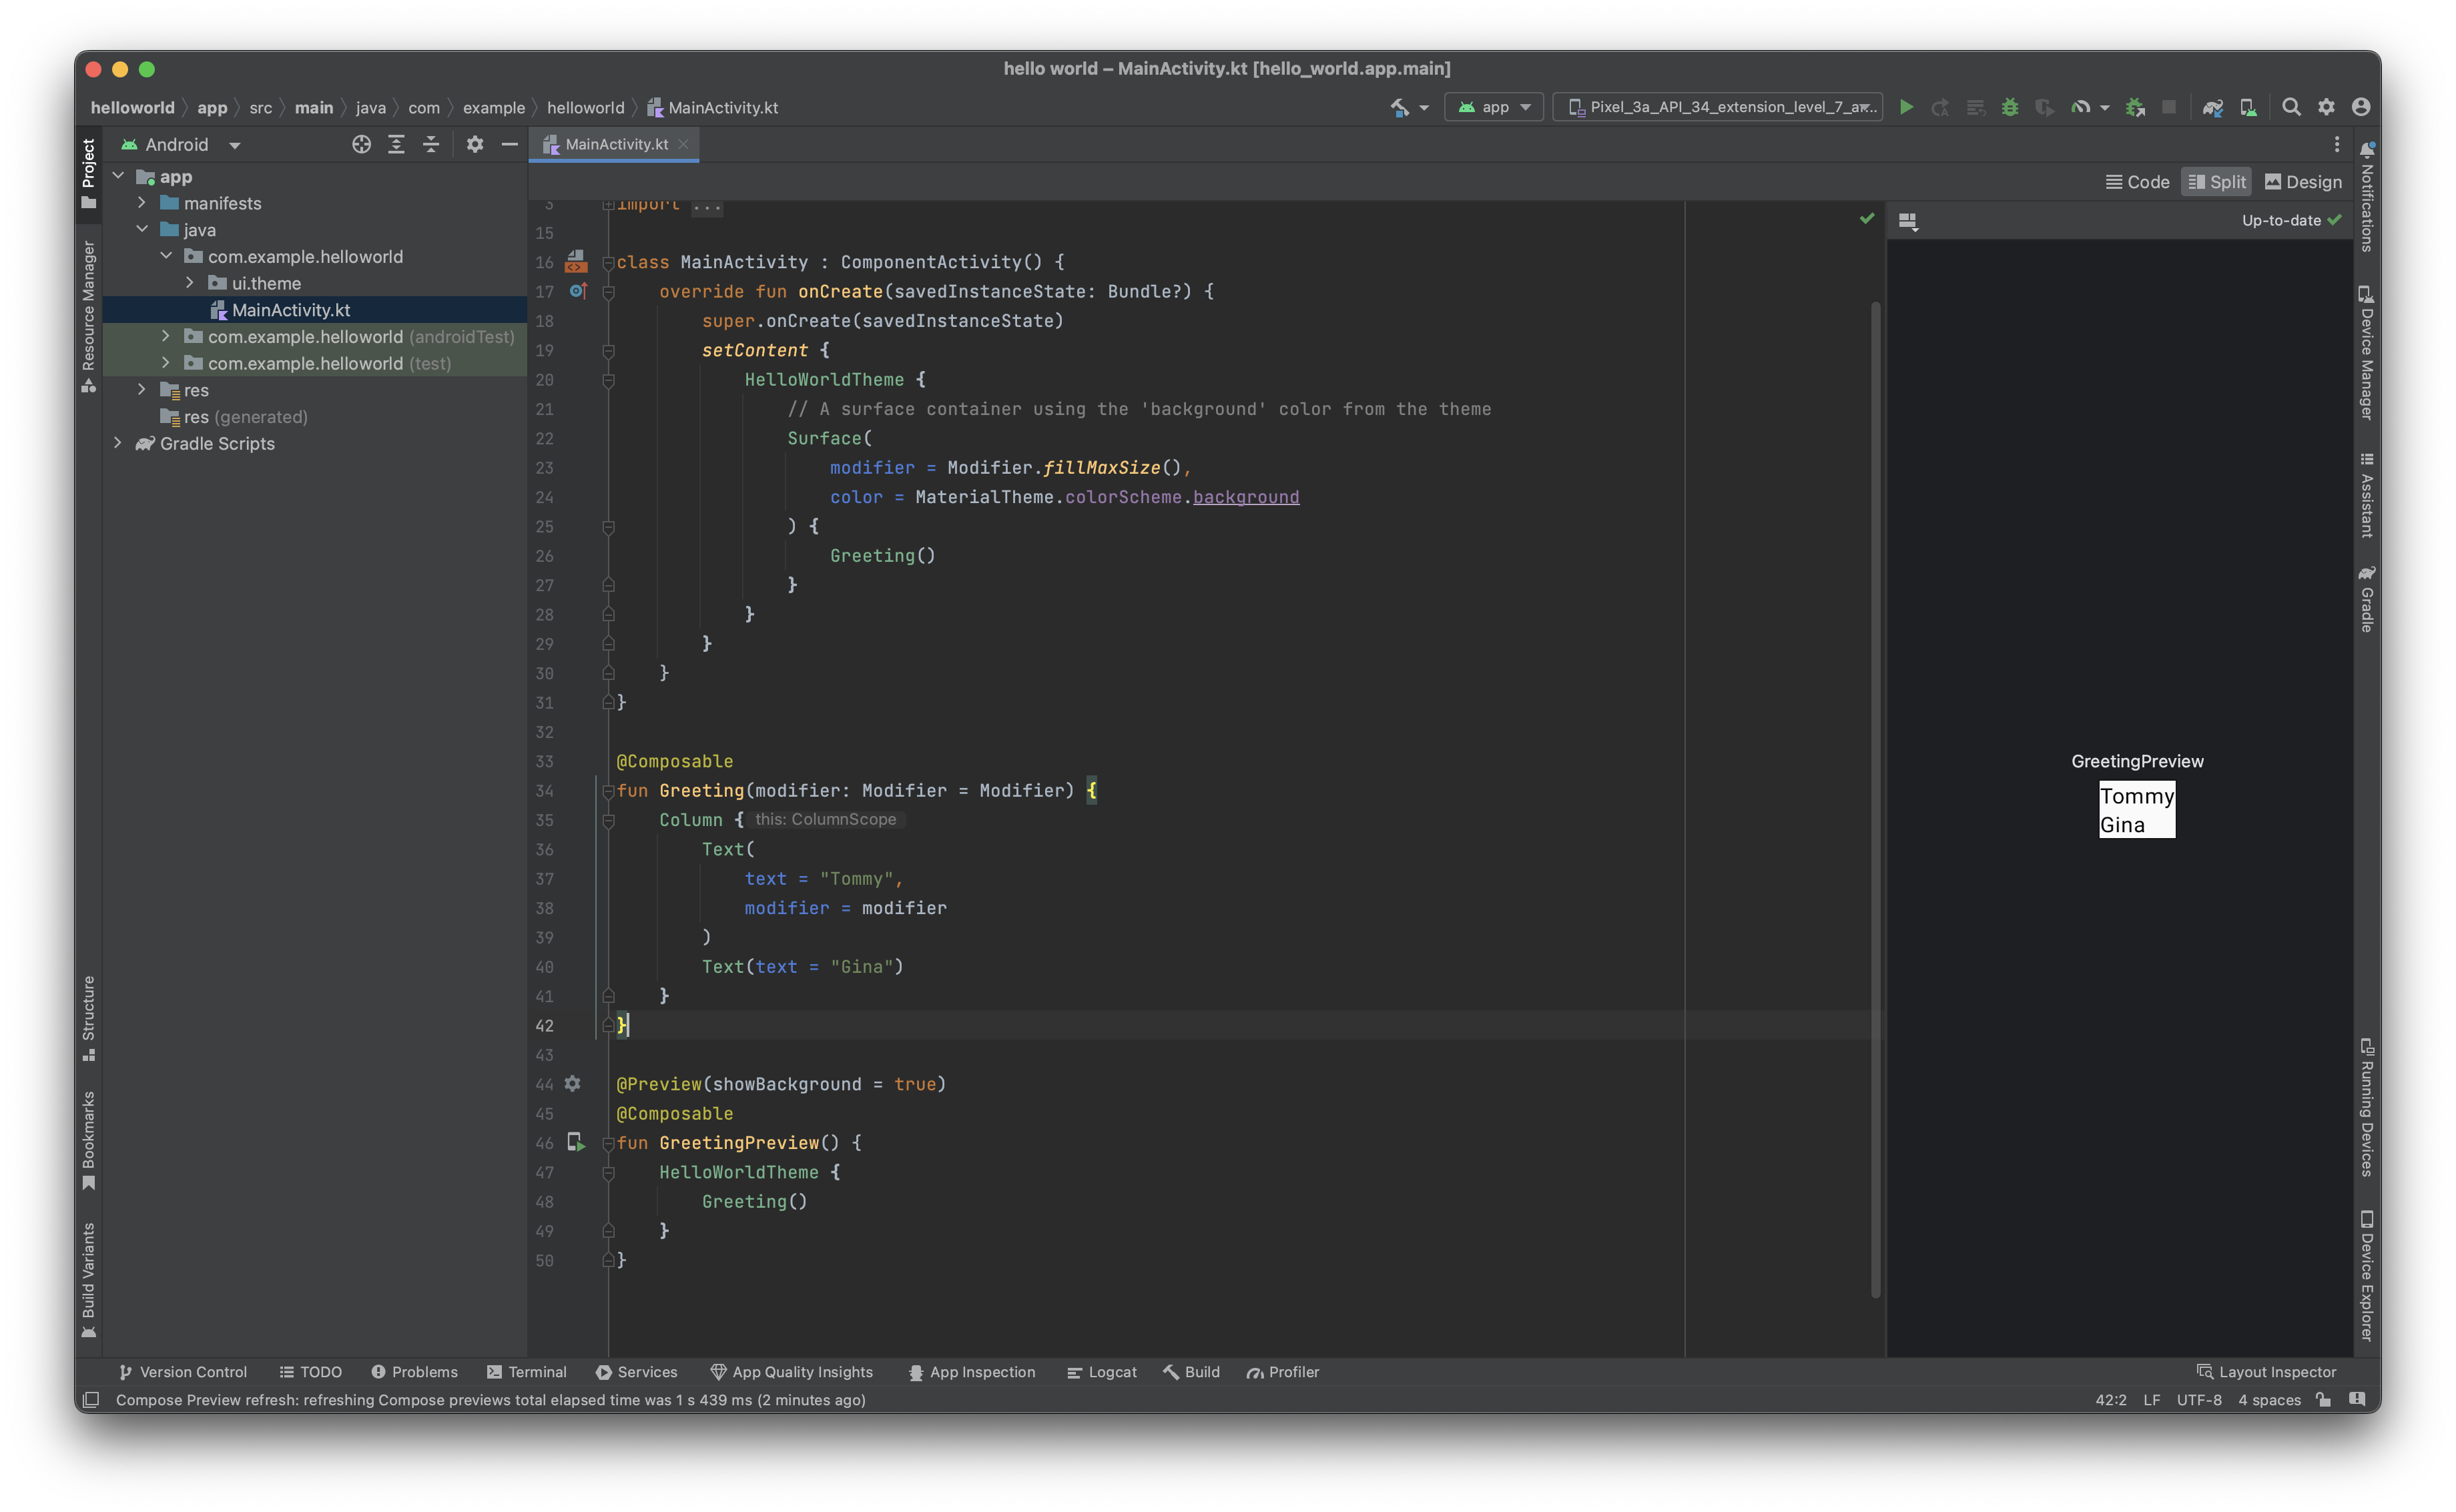 hello world – MainActivity.kt [hello_world.app.main]
helloworld app src main java com example helloworld MainActivity.kt
app Pixel_3a_API_34_extension_level_7_a...
Project
Android
MainActivity.kt
Code Split Design
Up-to-date
app
manifests
java
com.example.helloworld
ui.theme
MainActivity.kt
com.example.helloworld (androidTest)
com.example.helloworld (test)
res
res (generated)
Gradle Scripts
Resource Manager
Structure
Bookmarks
Build Variants
3 import ...
15
16 class MainActivity : ComponentActivity() {
17 override fun onCreate(savedInstanceState: Bundle?) {
18 super.onCreate(savedInstanceState)
19 setContent {
20 HelloWorldTheme {
21 // A surface container using the 'background' color from the theme
22 Surface(
23 modifier = Modifier.fillMaxSize(),
24 color = MaterialTheme.colorScheme.background
25 ) {
26 Greeting()
27 }
28 }
29 }
30 }
31 }
32
33 @Composable
34 fun Greeting(modifier: Modifier = Modifier) {
35 Column { this: ColumnScope
36 Text(
37 text = "Tommy",
38 modifier = modifier
39 )
40 Text(text = "Gina")
41 }
42 }
43
44 @Preview(showBackground = true)
45 @Composable
46 fun GreetingPreview() {
47 HelloWorldTheme {
48 Greeting()
49 }
50 }
GreetingPreview
Tommy
Gina
Notifications
Device Manager
Assistant
Gradle
Running Devices
Device Explorer
Version Control TODO Problems Terminal Services App Quality Insights App Inspection Logcat Build Profiler Layout Inspector
Compose Preview refresh: refreshing Compose previews total elapsed time was 1 s 439 ms (2 minutes ago) 42:2 LF UTF-8 4 spaces